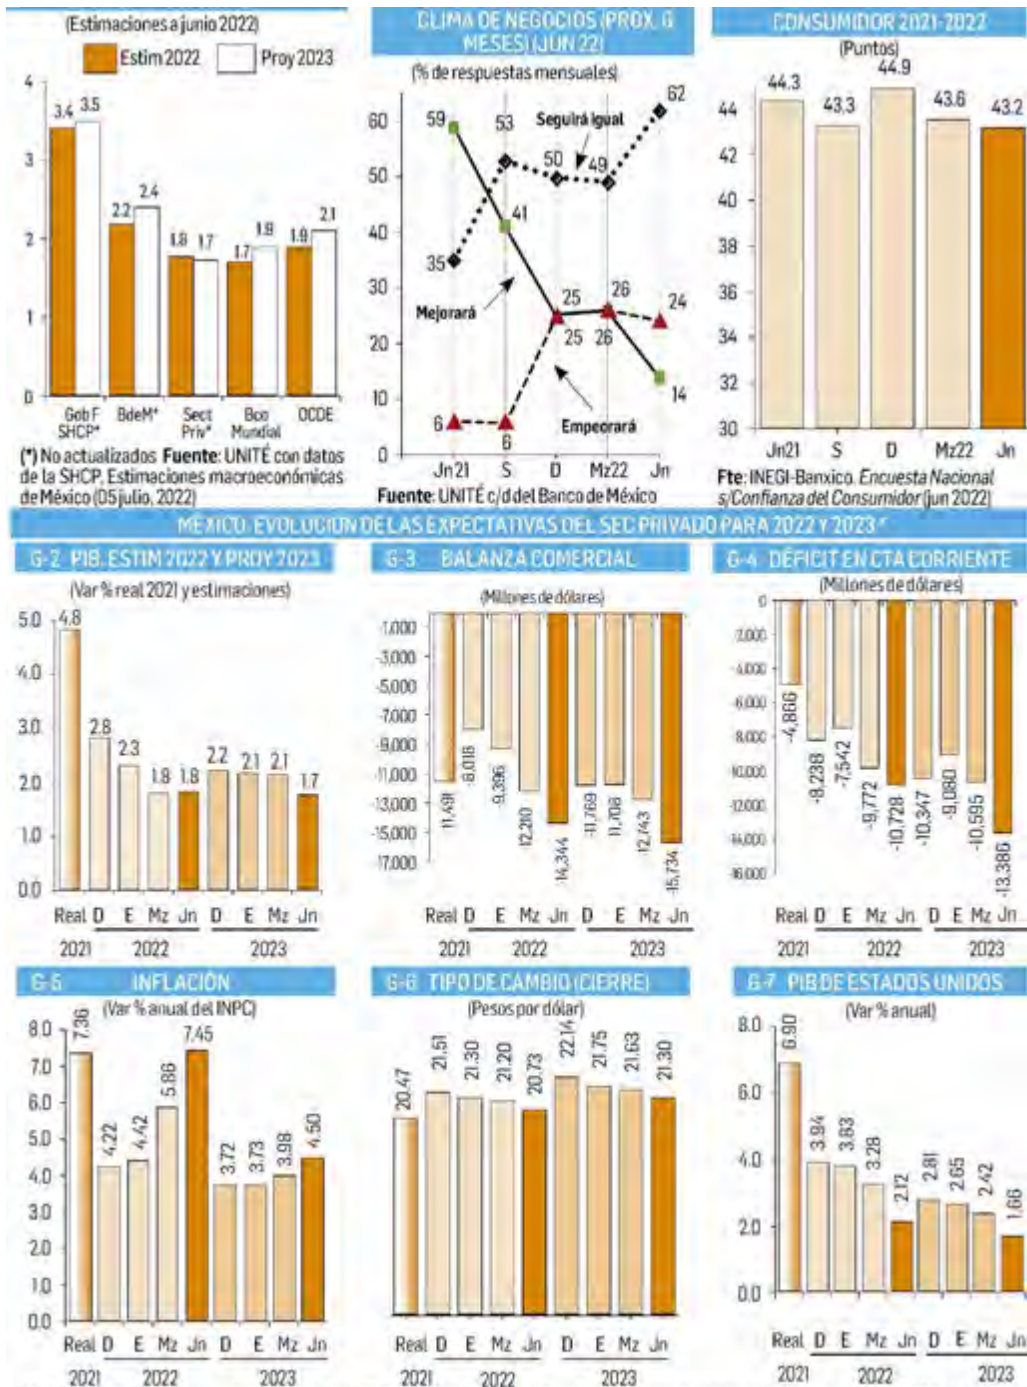 (Estimaciones a junio 2022)
Estim 2022 Proy 2023
4
3
2
1
0
3.4 3.5
2.2 2.4
1.8 1.7
1.7 1.9
1.9 2.1
Gob F SHCP* BdeM* Sect Priv* Bco Mundial OCDE
(*) No actualizados Fuente: UNITÉ con datos
de la SHCP. Estimaciones macroeconómicas
de México (05 julio, 2022)
CLIMA DE NEGOCIOS (PROX. 6
MESES) (JUN 22)
(% de respuestas mensuales)
60
50
40
30
20
10
0
59 41 25 26 14
35 53 50 49 62
6 6 25 26 24
Seguirá igual
Mejorará
Empeorará
Jn21 S D Mz22 Jn
Fuente: UNITÉ c/d del Banco de México
CONSUMIDOR 2021-2022
(Puntos)
44
42
40
38
36
34
32
30
44.3 43.3 44.9 43.6 43.2
Jn21 S D Mz22 Jn
Fte: INEGI-Banxico. Encuesta Nacional
s/Confianza del Consumidor (jun 2022)
MÉXICO: EVOLUCIÓN DE LAS EXPECTATIVAS DEL SEC PRIVADO PARA 2022 Y 2023
G-2 PIB. ESTIM 2022 Y PROY 2023
(Var % real 2021 y estimaciones)
5.0
4.0
3.0
2.0
1.0
0.0
4.8 2.8 2.3 1.8 1.8 2.2 2.1 2.1 1.7
Real D E Mz Jn D E Mz Jn
2021 2022 2023
G-3 BALANZA COMERCIAL
(Millones de dólares)
-1,000
-3,000
-5,000
-7,000
-9,000
-11,000
-13,000
-15,000
-17,000
-11,491 -8,018 -9,396 -12,210 -14,344 -11,769 -11,708 -12,743 -15,734
Real D E Mz Jn D E Mz Jn
2021 2022 2023
G-4 DÉFICIT EN CTA CORRIENTE
(Millones de dólares)
0
-2,000
-4,000
-6,000
-8,000
-10,000
-12,000
-14,000
-16,000
-4,866 -8,238 -7,542 -9,772 -10,728 -10,347 -9,080 -10,595 -13,386
Real D E Mz Jn D E Mz Jn
2021 2022 2023
G-5 INFLACIÓN
(Var % anual del INPC)
8.0
7.0
6.0
5.0
4.0
3.0
2.0
1.0
0.0
7.36 4.22 4.42 5.86 7.45 3.72 3.73 3.98 4.50
Real D E Mz Jn D E Mz Jn
2021 2022 2023
G-6 TIPO DE CAMBIO (CIERRE)
(Pesos por dólar)
20.47 21.51 21.30 21.20 20.73 22.14 21.75 21.63 21.30
Real D E Mz Jn D E Mz Jn
2021 2022 2023
G-7 PIB DE ESTADOS UNIDOS
(Var % anual)
8.0
6.0
4.0
2.0
0.0
6.90 3.94 3.83 3.28 2.12 2.81 2.65 2.42 1.66
Real D E Mz Jn D E Mz Jn
2021 2022 2023